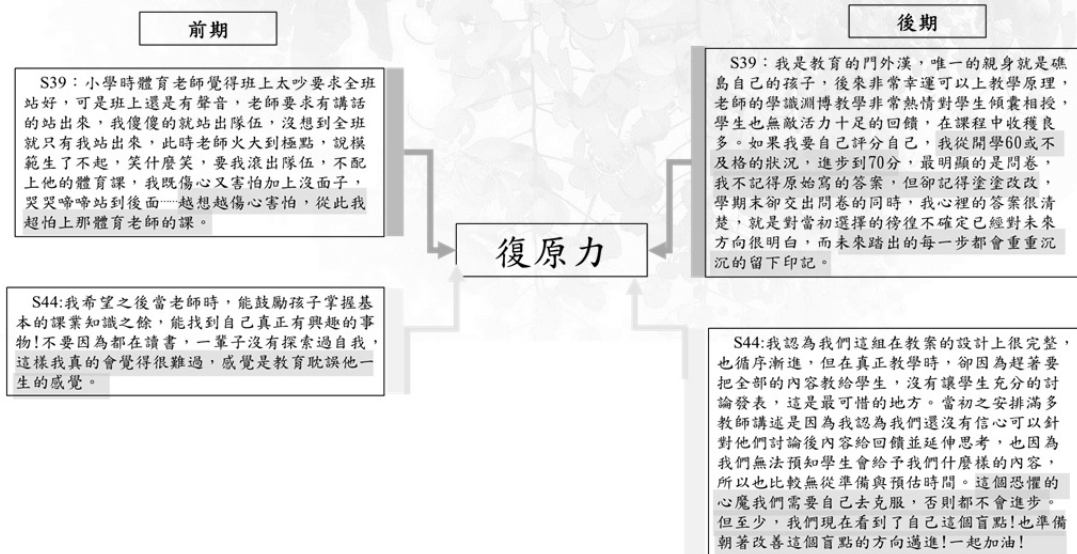 前期
S39：小學時體育老師覺得班上太吵要求全班
站好，可是班上還是有聲音，老師要求有講話
的站出來，我傻傻的就站出隊伍，沒想到全班
就只有我站出來，此時老師火大到極點，說模
範生了不起，笑什麼笑，要我滾出隊伍，不配
上他的體育課，我既傷心又害怕加上沒面子，
哭哭啼啼站到後面……越想越傷心害怕，從此我
超怕上那體育老師的課。
S44:我希望之後當老師時，能鼓勵孩子掌握基
本的課業知識之餘，能找到自己真正有興趣的事
物!不要因為都在讀書，一輩子沒有探索過自我，
這樣我真的會覺得很難過，感覺是教育耽誤他一
生的感覺。
復原力
後期
S39：我是教育的門外漢，唯一的親身就是礁
島自己的孩子，後來非常幸運可以上教學原理，
老師的學識淵博教學非常熱情對學生傾囊相授，
學生也無敵活力十足的回饋，在課程中收穫良
多。如果我要自己評分自己，我從開學60或不
及格的狀況，進步到70分，最明顯的是問卷，
我不記得原始寫的答案，但卻記得塗塗改改，
學期末卻交出問卷的同時，我心裡的答案很清
楚，就是對當初選擇的徬徨不確定已經對未來
方向很明白，而未來踏出的每一步都會重重沉
沉的留下印記。
S44:我認為我們這組在教案的設計上很完整，
也循序漸進，但在真正教學時，卻因為趕著要
把全部的內容教給學生，沒有讓學生充分的討
論發表，這是最可惜的地方。當初之安排滿多
教師講述是因為我認為我們還沒有信心可以針
對他們討論後內容給回饋並延伸思考，也因為
我們無法預知學生會給予我們什麼樣的內容，
所以也比較無從準備與預估時間。這個恐懼的
心魔我們需要自己去克服，否則都不會進步。
但至少，我們現在看到了自己這個盲點!也準備
朝著改善這個盲點的方向邁進!一起加油!